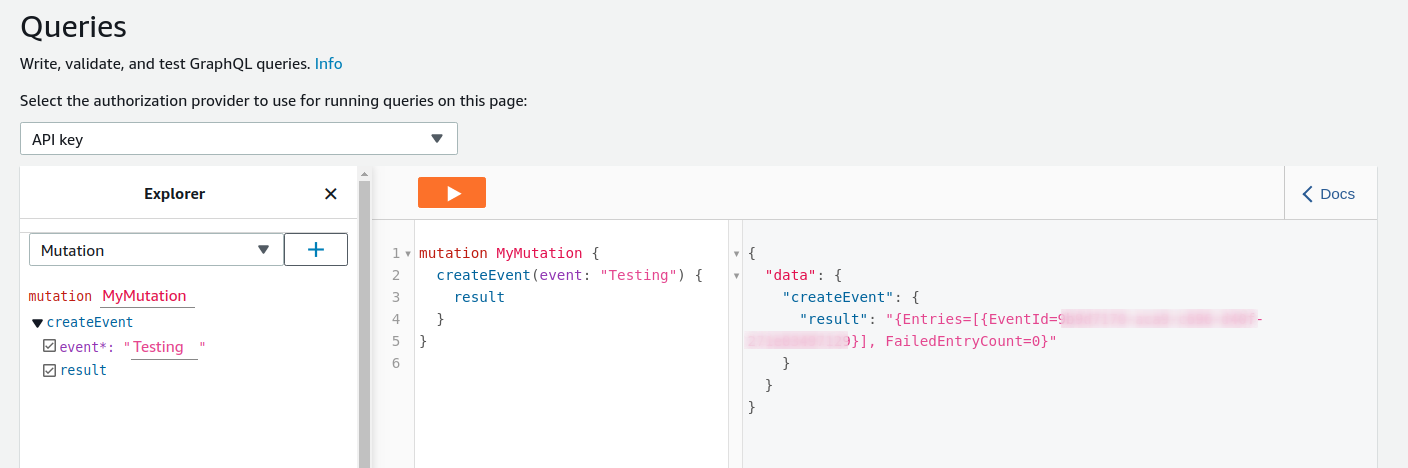 Queries
Write, validate, and test GraphQL queries. Info
Select the authorization provider to use for running queries on this page:
API key
Explorer
Docs
Mutation
mutation MyMutation
createEvent
event*: "Testing"
result
1 mutation MyMutation {
2 createEvent(event: "Testing") {
3 result
4 }
5 }
6
{
"data": {
"createEvent": {
"result": "{Entries=[{EventId=
}], FailedEntryCount=0}"
}
}
}